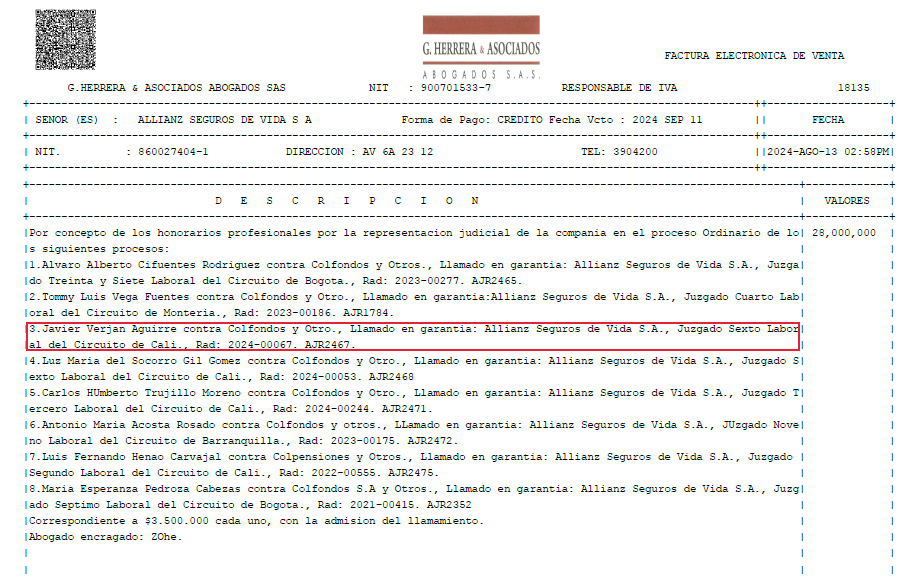 G. HERRERA & ASOCIADOS
ABOGADOS S.A.S.
FACTURA ELECTRONICA DE VENTA
G.HERRERA & ASOCIADOS ABOGADOS SAS NIT : 900701533-7 RESPONSABLE DE IVA 18135
SENOR (ES) : ALLIANZ SEGUROS DE VIDA S A Forma de Pago: CREDITO Fecha Vcto : 2024 SEP 11 FECHA
NIT. : 860027404-1 DIRECCION : AV 6A 23 12 TEL: 3904200 2024-AGO-13 02:58PM
D E S C R I P C I O N VALORES
Por concepto de los honorarios profesionales por la representacion judicial de la compania en el proceso Ordinario de lo 28,000,000
s siguientes procesos:
1.Alvaro Alberto Cifuentes Rodriguez contra Colfondos y Otros., Llamado en garantia: Allianz Seguros de Vida S.A., Juzga
do Treinta y Siete Laboral del Circuito de Bogota., Rad: 2023-00277. AJR2465.
2.Tommy Luis Vega Fuentes contra Colfondos y Otro., Llamado en garantia:Allianz Seguros de Vida S.A.,Juzgado Cuarto Lab
oral del Circuito de Monteria., Rad: 2023-00186. AJRl784.
3.Javier Verjan Aguirre contra Colfondos y Otro., Llamado en garantia: Allianz Seguros de Vida S.A., Juzgado Sexto Labor
al del Circuito de Cali., Rad: 2024-00067. AJR2467.
4.Luz Maria del Socorro Gil Gomez contra Colfondos y Otro., Llamado en garantia: Allianz Seguros de Vida S.A., Juzgado S
exto Laboral del Circuito de Cali., Rad: 2024-00053. AJR2468
5.Carlos HUmberto Trujillo Moreno contra Colfondos y Otro., Llamado en garantia: Allianz Seguros de Vida S.A., Juzgado T
ercero Laboral del Circuito de Cali., Rad: 2024-00244. AJR2471.
6.Antonio Maria Acosta Rosado contra Colfondos y otros., LLamado en garantia: Allianz Seguros de Vida S.A., JUzgado Nove
no Laboral del Circuito de Barranquilla., Rad: 2023-00175. AJR2472.
7.Luis Fernando Henao Carvajal contra Colpensiones y Otros., Llamado en garantia: Allianz Seguros de Vida S.A., Juzgado
Segundo Laboral del Circuito de Cali., Rad: 2022-00555. AJR2475.
8.Maria Esperanza Pedroza Cabezas contra Colfondos S.A y Otros., Llamado en garantia: Allianz Seguros de Vida S.A., Juzg
ado Septimo Laboral del Circuito de Bogota., Rad: 2021-00415. AJR2352
Correspondiente a $3.500.000 cada uno, con la admision del llamamiento.
Abogado encragado: ZOhe.